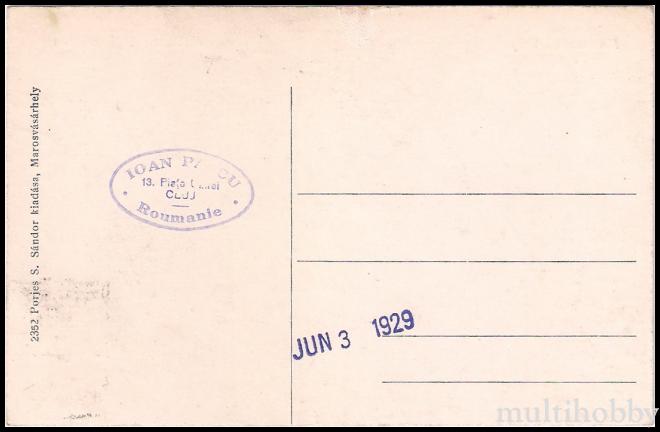 2352 Porjes S. Sándor kiadása, Marosvásárhely
IOAN
13. Piața
CLUJ
Roumanie
JUN 3 1929
multihobby